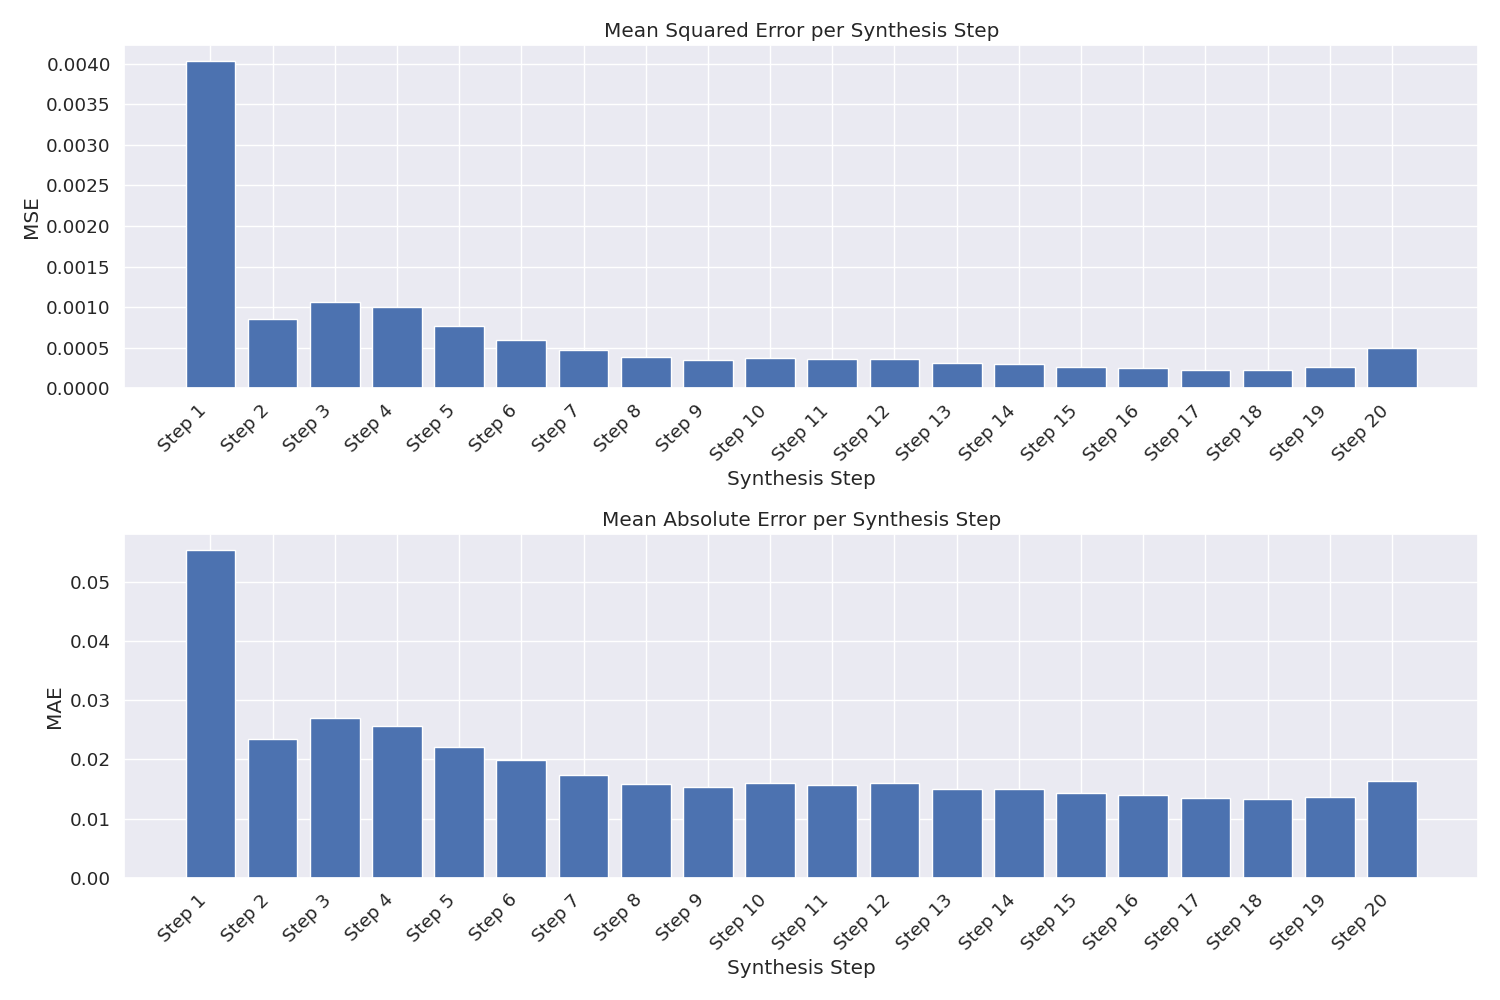 Mean Squared Error per Synthesis Step
0.0040
0.0035
0.0030
0.0025
0.0020
0.0015
0.0010
0.0005
0.0000
MSE
Step 1
Step 2
Step 3
Step 4
Step 5
Step 6
Step 7
Step 8
Step 9
Step 10
Step 11
Step 12
Step 13
Step 14
Step 15
Step 16
Step 17
Step 18
Step 19
Step 20
Synthesis Step
Mean Absolute Error per Synthesis Step
0.05
0.04
0.03
0.02
0.01
0.00
MAE
Step 1
Step 2
Step 3
Step 4
Step 5
Step 6
Step 7
Step 8
Step 9
Step 10
Step 11
Step 12
Step 13
Step 14
Step 15
Step 16
Step 17
Step 18
Step 19
Step 20
Synthesis Step